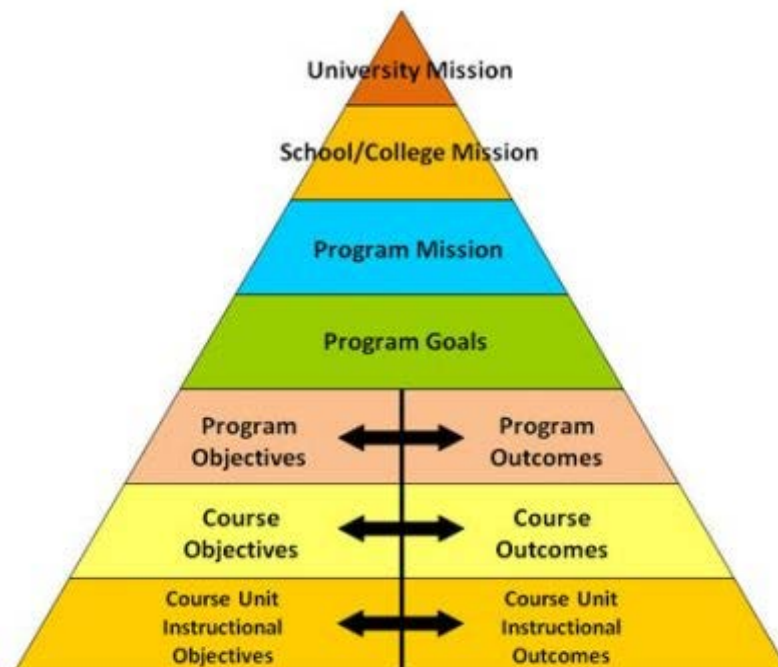 University Mission
School/College Mission
Program Mission
Program Goals
Program
Objectives
Program
Outcomes
Course
Objectives
Course
Outcomes
Course Unit
Instructional
Objectives
Course Unit
Instructional
Outcomes